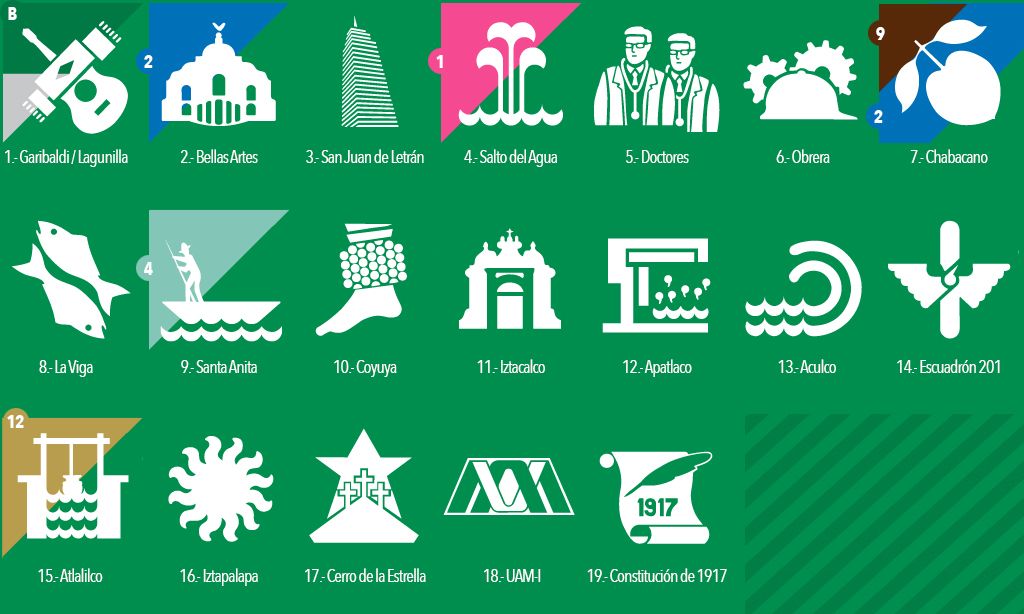 B
2
1
9
2
1.- Garibaldi / Lagunilla
2.- Bellas Artes
3.- San Juan de Letrán
4.- Salto del Agua
5.- Doctores
6.- Obrera
7.- Chabacano
4
8.- La Viga
9.- Santa Anita
10.- Coyuya
11.- Iztacalco
12.- Apatlaco
13.- Aculco
14.- Escuadrón 201
12
1917
15.- Atlalilco
16.- Iztapalapa
17.- Cerro de la Estrella
18.- UAM-I
19.- Constitución de 1917